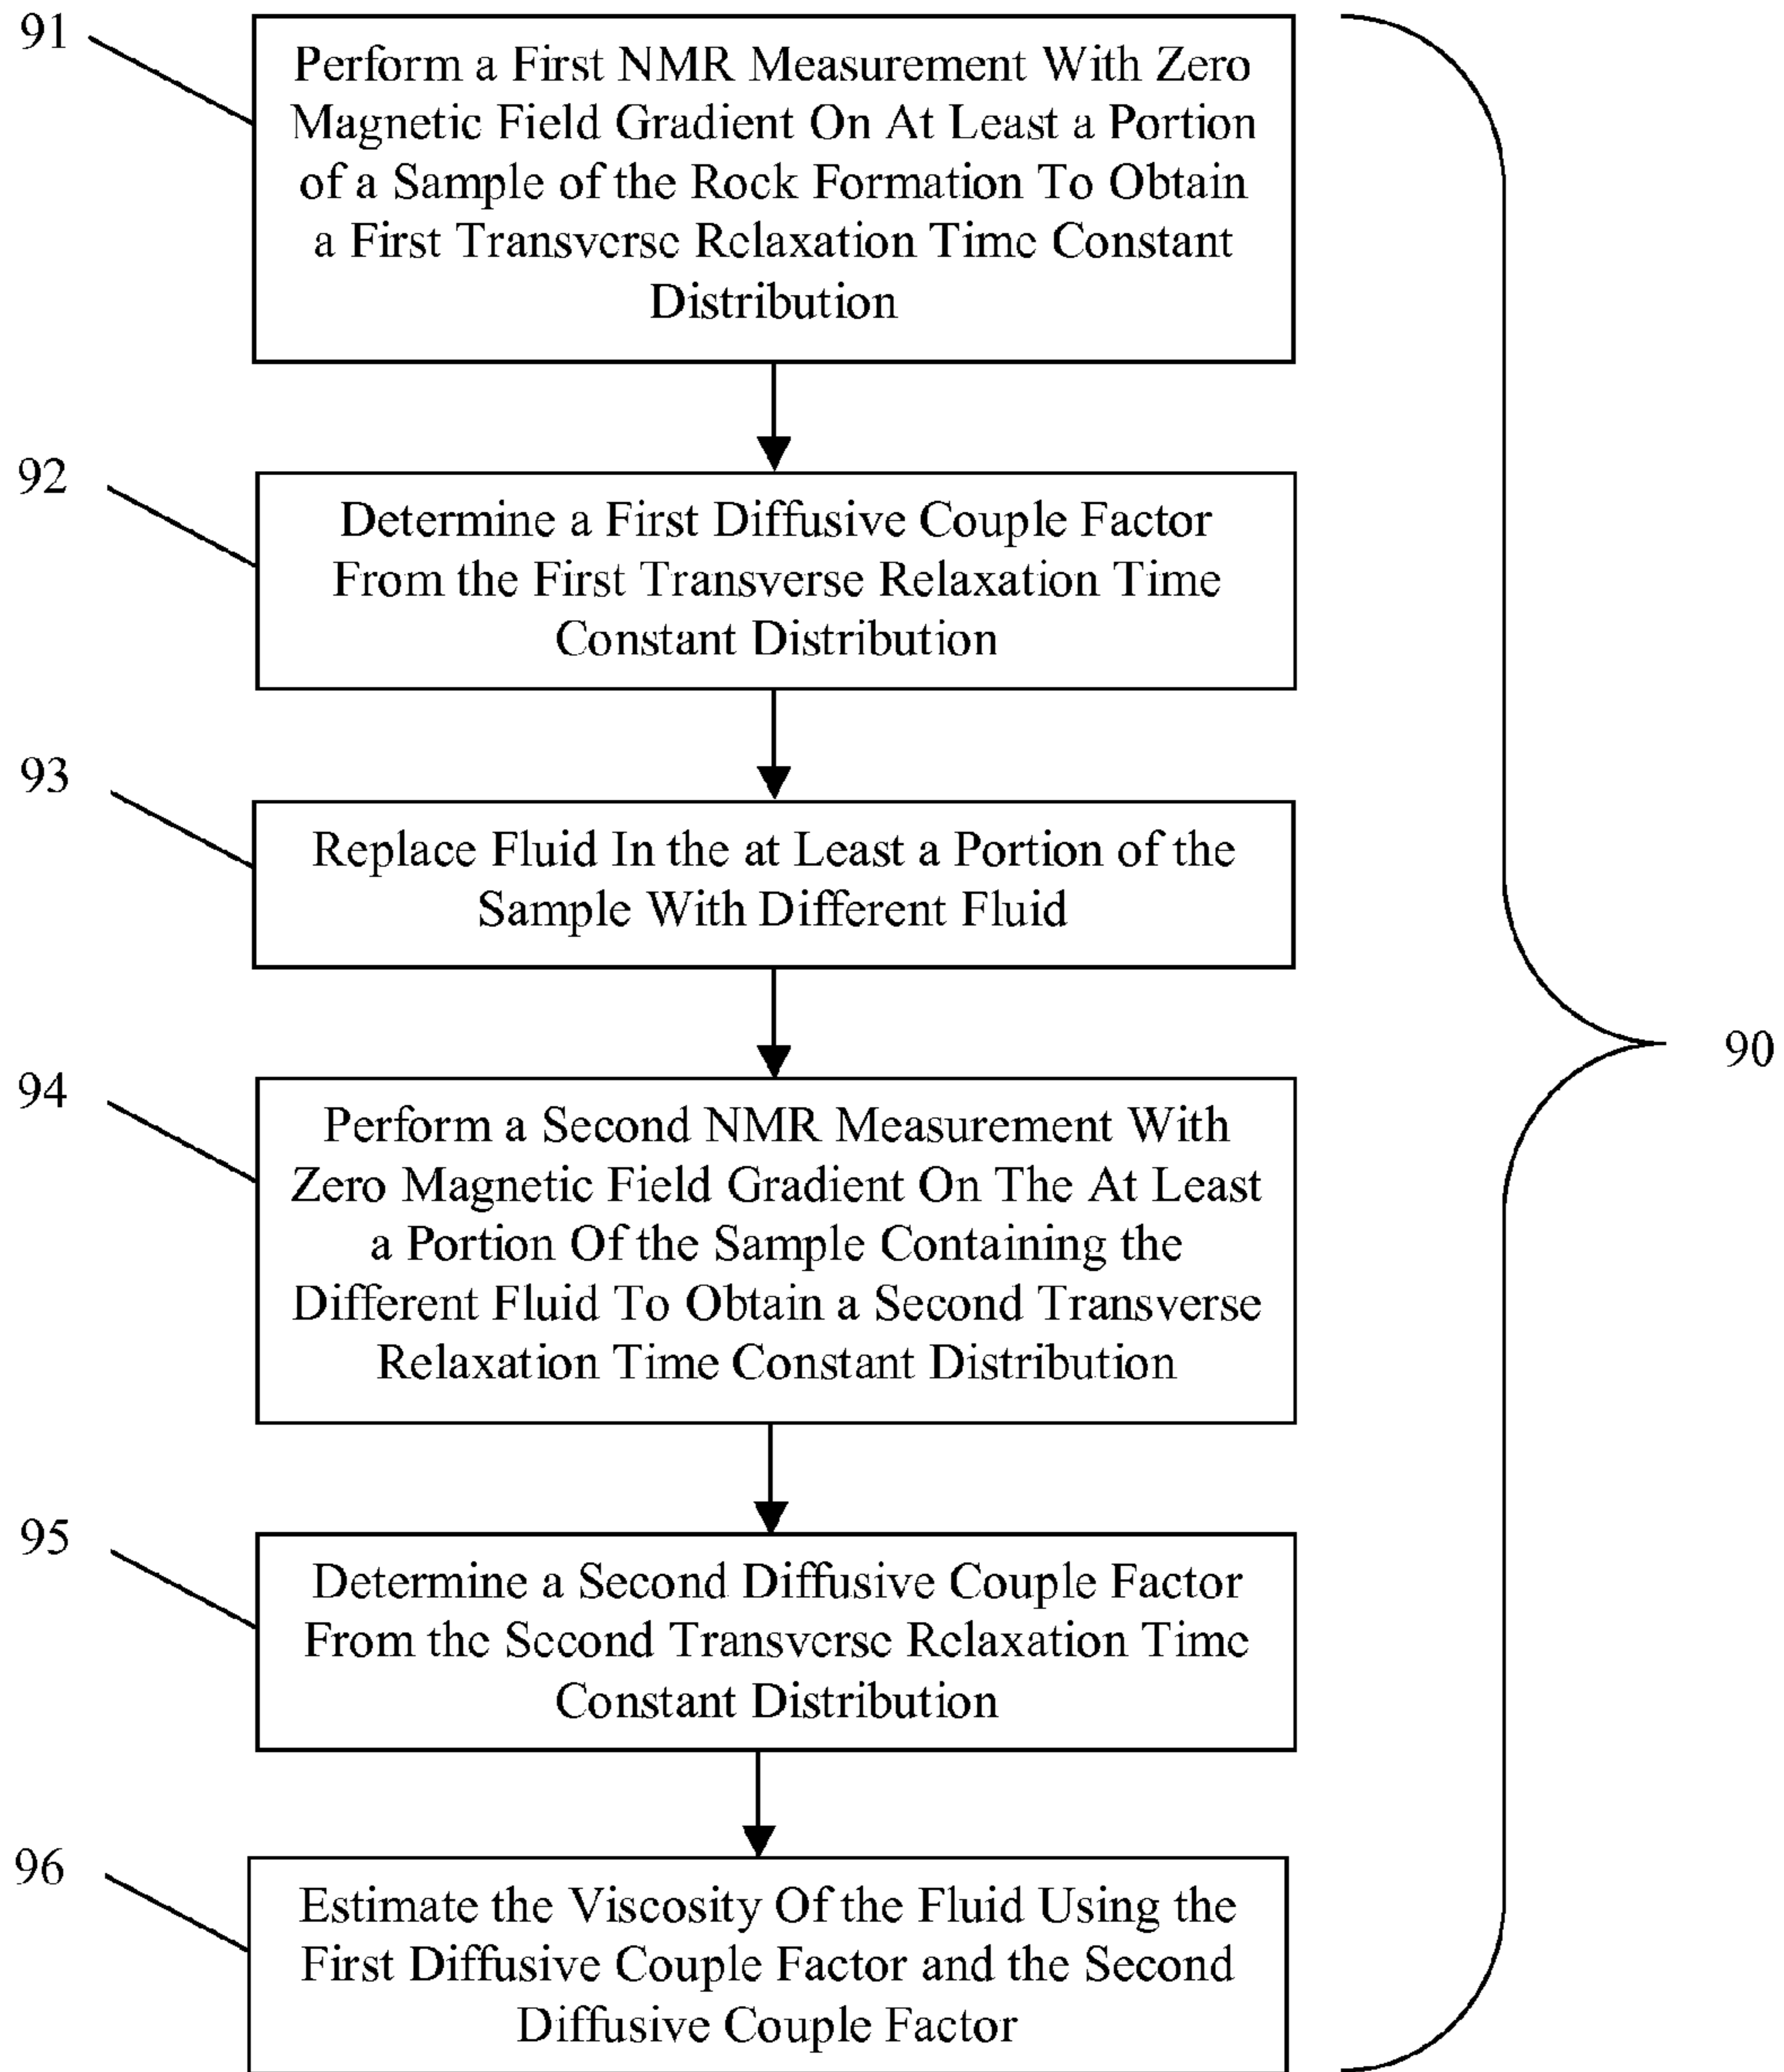 91
Perform a First NMR Measurement With Zero
Magnetic Field Gradient On At Least a Portion
of a Sample of the Rock Formation To Obtain
a First Transverse Relaxation Time Constant
Distribution
92
Determine a First Diffusive Couple Factor
From the First Transverse Relaxation Time
Constant Distribution
93
Replace Fluid In the at Least a Portion of the
Sample With Different Fluid
90
94
Perform a Second NMR Measurement With
Zero Magnetic Field Gradient On The At Least
a Portion Of the Sample Containing the
Different Fluid To Obtain a Second Transverse
Relaxation Time Constant Distribution
95
Determine a Second Diffusive Couple Factor
From the Second Transverse Relaxation Time
Constant Distribution
96
Estimate the Viscosity Of the Fluid Using the
First Diffusive Couple Factor and the Second
Diffusive Couple Factor